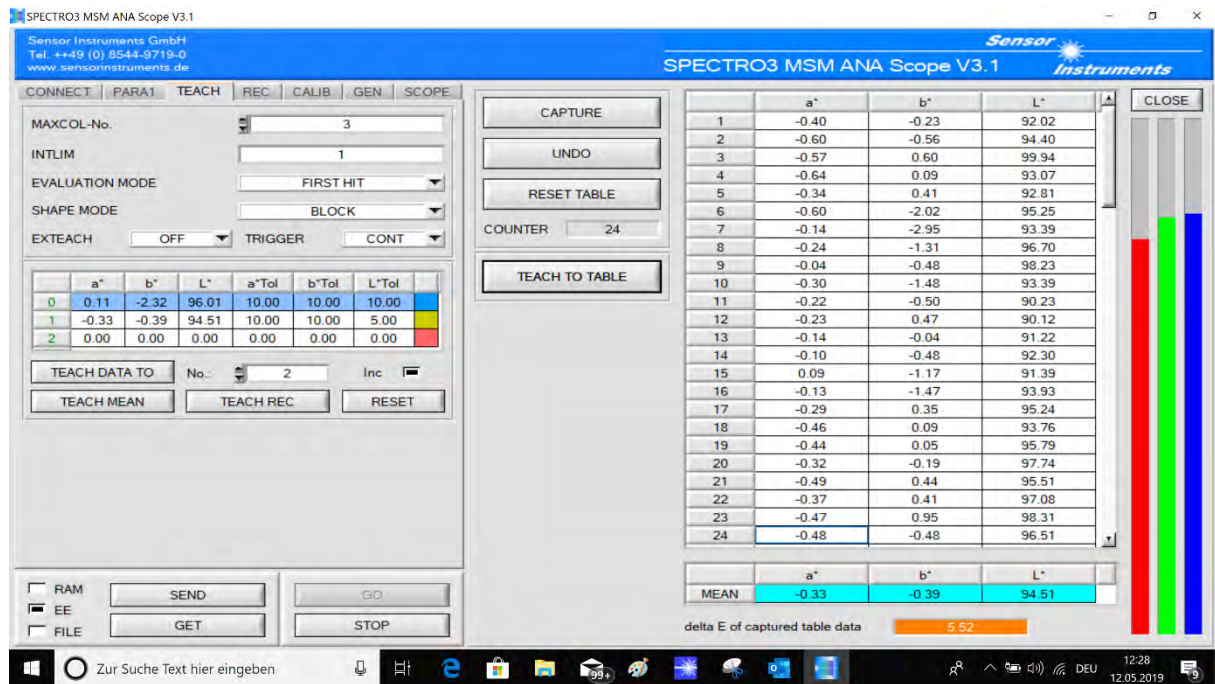 SPECTRO3 MSM ANA Scope V3.1
Sensor Instruments GmbH
Tel. ++49 (0) 8544-9719-0
www.sensorinstruments.de
Sensor
Instruments
SPECTRO3 MSM ANA Scope V3.1
CONNECT PARA1 TEACH REC CALIB GEN SCOPE
MAXCOL-No. 3
INTLIM 1
EVALUATION MODE FIRST HIT
SHAPE MODE BLOCK
EXTEACH OFF TRIGGER CONT
a* b* L* a*Tol b*Tol L*Tol
0 0.11 -2.32 96.01 10.00 10.00 10.00
1 -0.33 -0.39 94.51 10.00 10.00 5.00
2 0.00 0.00 0.00 0.00 0.00 0.00
TEACH DATA TO No.: 2 Inc
TEACH MEAN TEACH REC RESET
RAM
EE
FILE
SEND GO
GET STOP
CAPTURE
UNDO
RESET TABLE
COUNTER 24
TEACH TO TABLE
a* b* L*
1 -0.40 -0.23 92.02
2 -0.60 -0.56 94.40
3 -0.57 0.60 99.94
4 -0.64 0.09 93.07
5 -0.34 0.41 92.81
6 -0.60 -2.02 95.25
7 -0.14 -2.95 93.39
8 -0.24 -1.31 96.70
9 -0.04 -0.48 98.23
10 -0.30 -1.48 93.39
11 -0.22 -0.50 90.23
12 -0.23 0.47 90.12
13 -0.14 -0.04 91.22
14 -0.10 -0.48 92.30
15 0.09 -1.17 91.39
16 -0.13 -1.47 93.93
17 -0.29 0.35 95.24
18 -0.46 0.09 93.76
19 -0.44 0.05 95.79
20 -0.32 -0.19 97.74
21 -0.49 0.44 95.51
22 -0.37 0.41 97.08
23 -0.47 0.95 98.31
24 -0.48 -0.48 96.51
a* b* L*
MEAN -0.33 -0.39 94.51
delta E of captured table data 5.52
CLOSE
Zur Suche Text hier eingeben
99+
DEU
12:28
12.05.2019
9